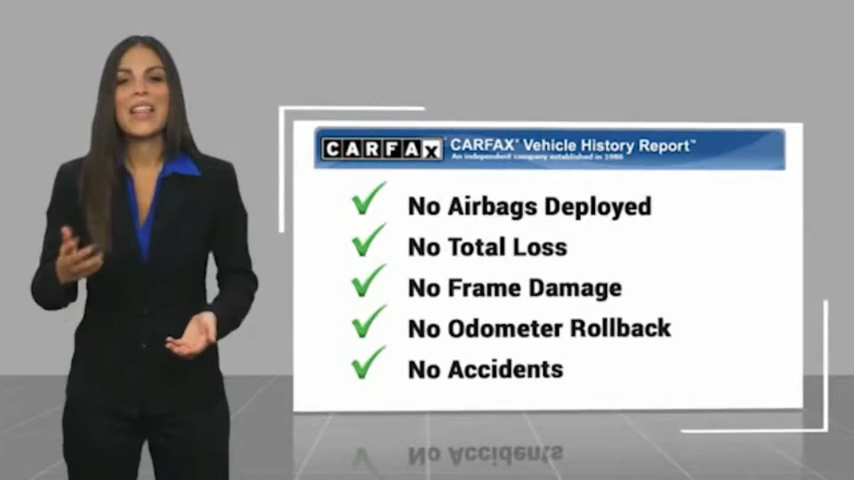 CARFAX CARFAX Vehicle History Report™
An independent company established in 1986
No Airbags Deployed
No Total Loss
No Frame Damage
No Odometer Rollback
No Accidents
No Accidents